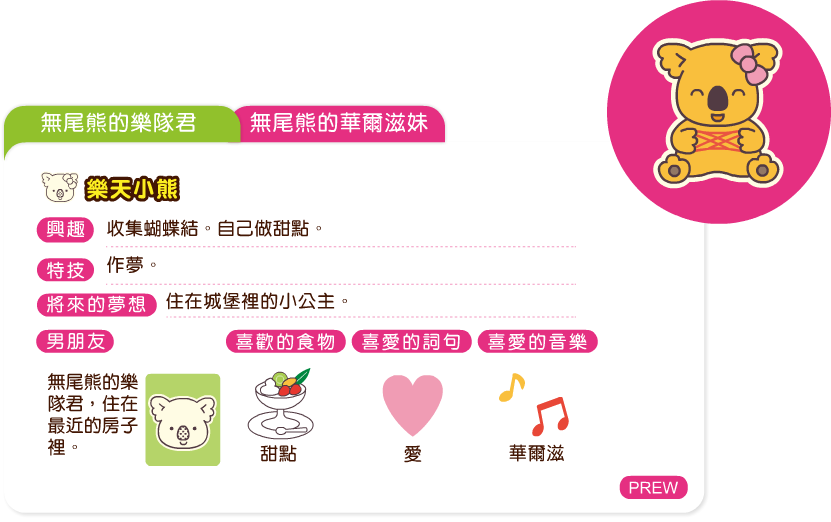 無尾熊的樂隊君
無尾熊的華爾滋妹
樂天小熊
興趣
收集蝴蝶結。自己做甜點。
特技
作夢。
將來的夢想
住在城堡裡的小公主。
男朋友
喜歡的食物
喜愛的詞句
喜愛的音樂
無尾熊的樂
隊君，住在
最近的房子
裡。
甜點
愛
華爾滋
PREW